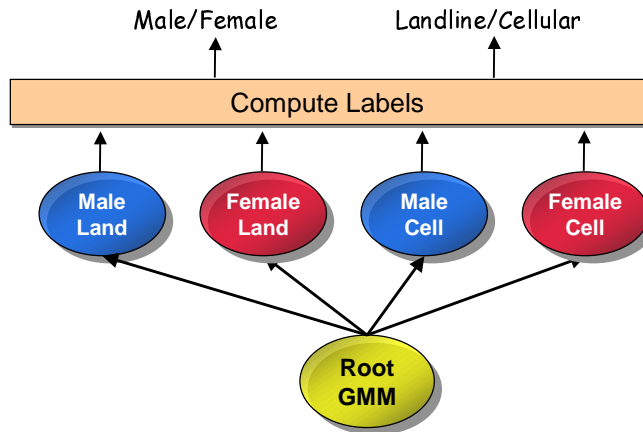 Male/Female Landline/Cellular
Compute Labels
Male Female Male Female
Land Land Cell Cell
Root
GMM